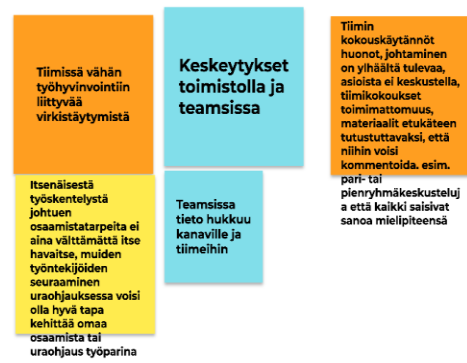 Tiimissä vähän
työhyvinvointiin
liittyvää
virkistäytymistä
Keskeytykset
toimistolla ja
teamsissa
Tiimin
kokouskäytännöt
huonot, johtaminen
on ylhäältä tulevaa,
asioista ei keskustella,
tiimikokoukset
toimimattomuus,
materiaalit etukäteen
tutustuttavaksi, että
niihin voisi
kommentoida. esim.
pari- tai
pienryhmäkeskusteluj
a että kaikki saisivat
sanoa mielipiteensä
Itsenäisestä
työskentelystä
johtuen
osaamistatarpeita ei
aina välttämättä itse
havaitse, muiden
työntekijöiden
seuraaminen
uraohjauksessa voisi
olla hyvä tapa
kehittää omaa
osaamista tai
uraohjaus työparina
Teamsissa
tieto hukkuu
kanaville ja
tiimeihin